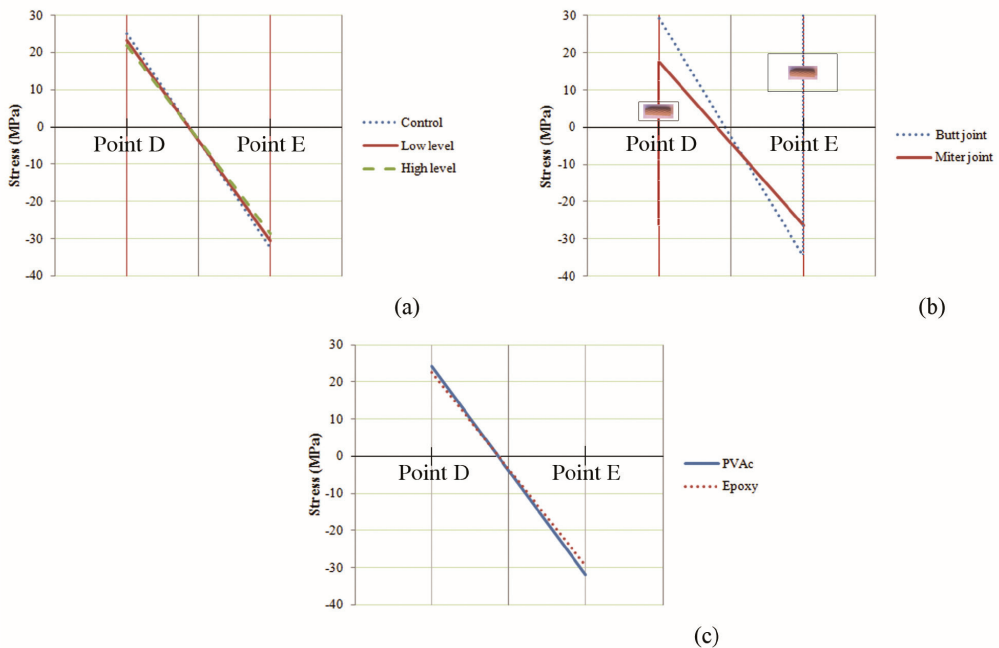 30
20
10
0
-10
-20
-30
-40
Stress (MPa)
Point D
Point E
Control
Low level
High level
(a)
30
20
10
0
-10
-20
-30
-40
Stress (MPa)
Point D
Point E
Butt joint
Miter joint
(b)
30
20
10
0
-10
-20
-30
-40
Stress (MPa)
Point D
Point E
PVAc
Epoxy
(c)